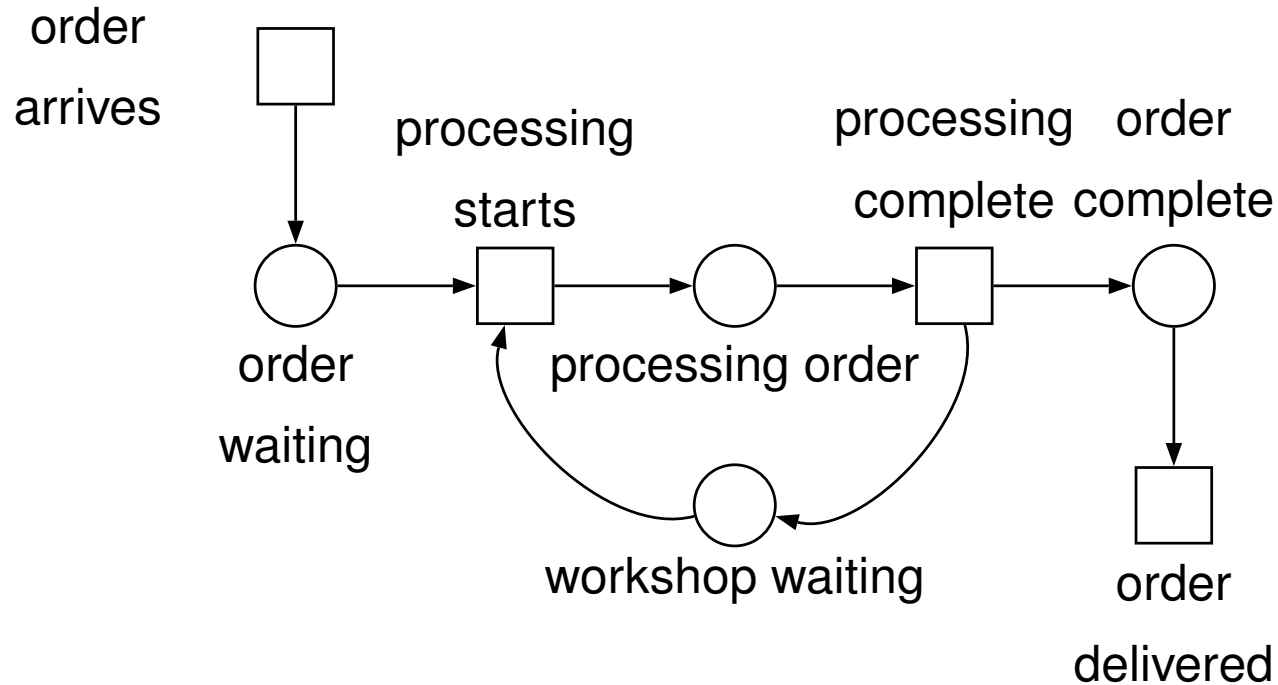 order
arrives
processing
starts
processing
complete
order
complete
order
waiting
processing order
workshop waiting
order
delivered